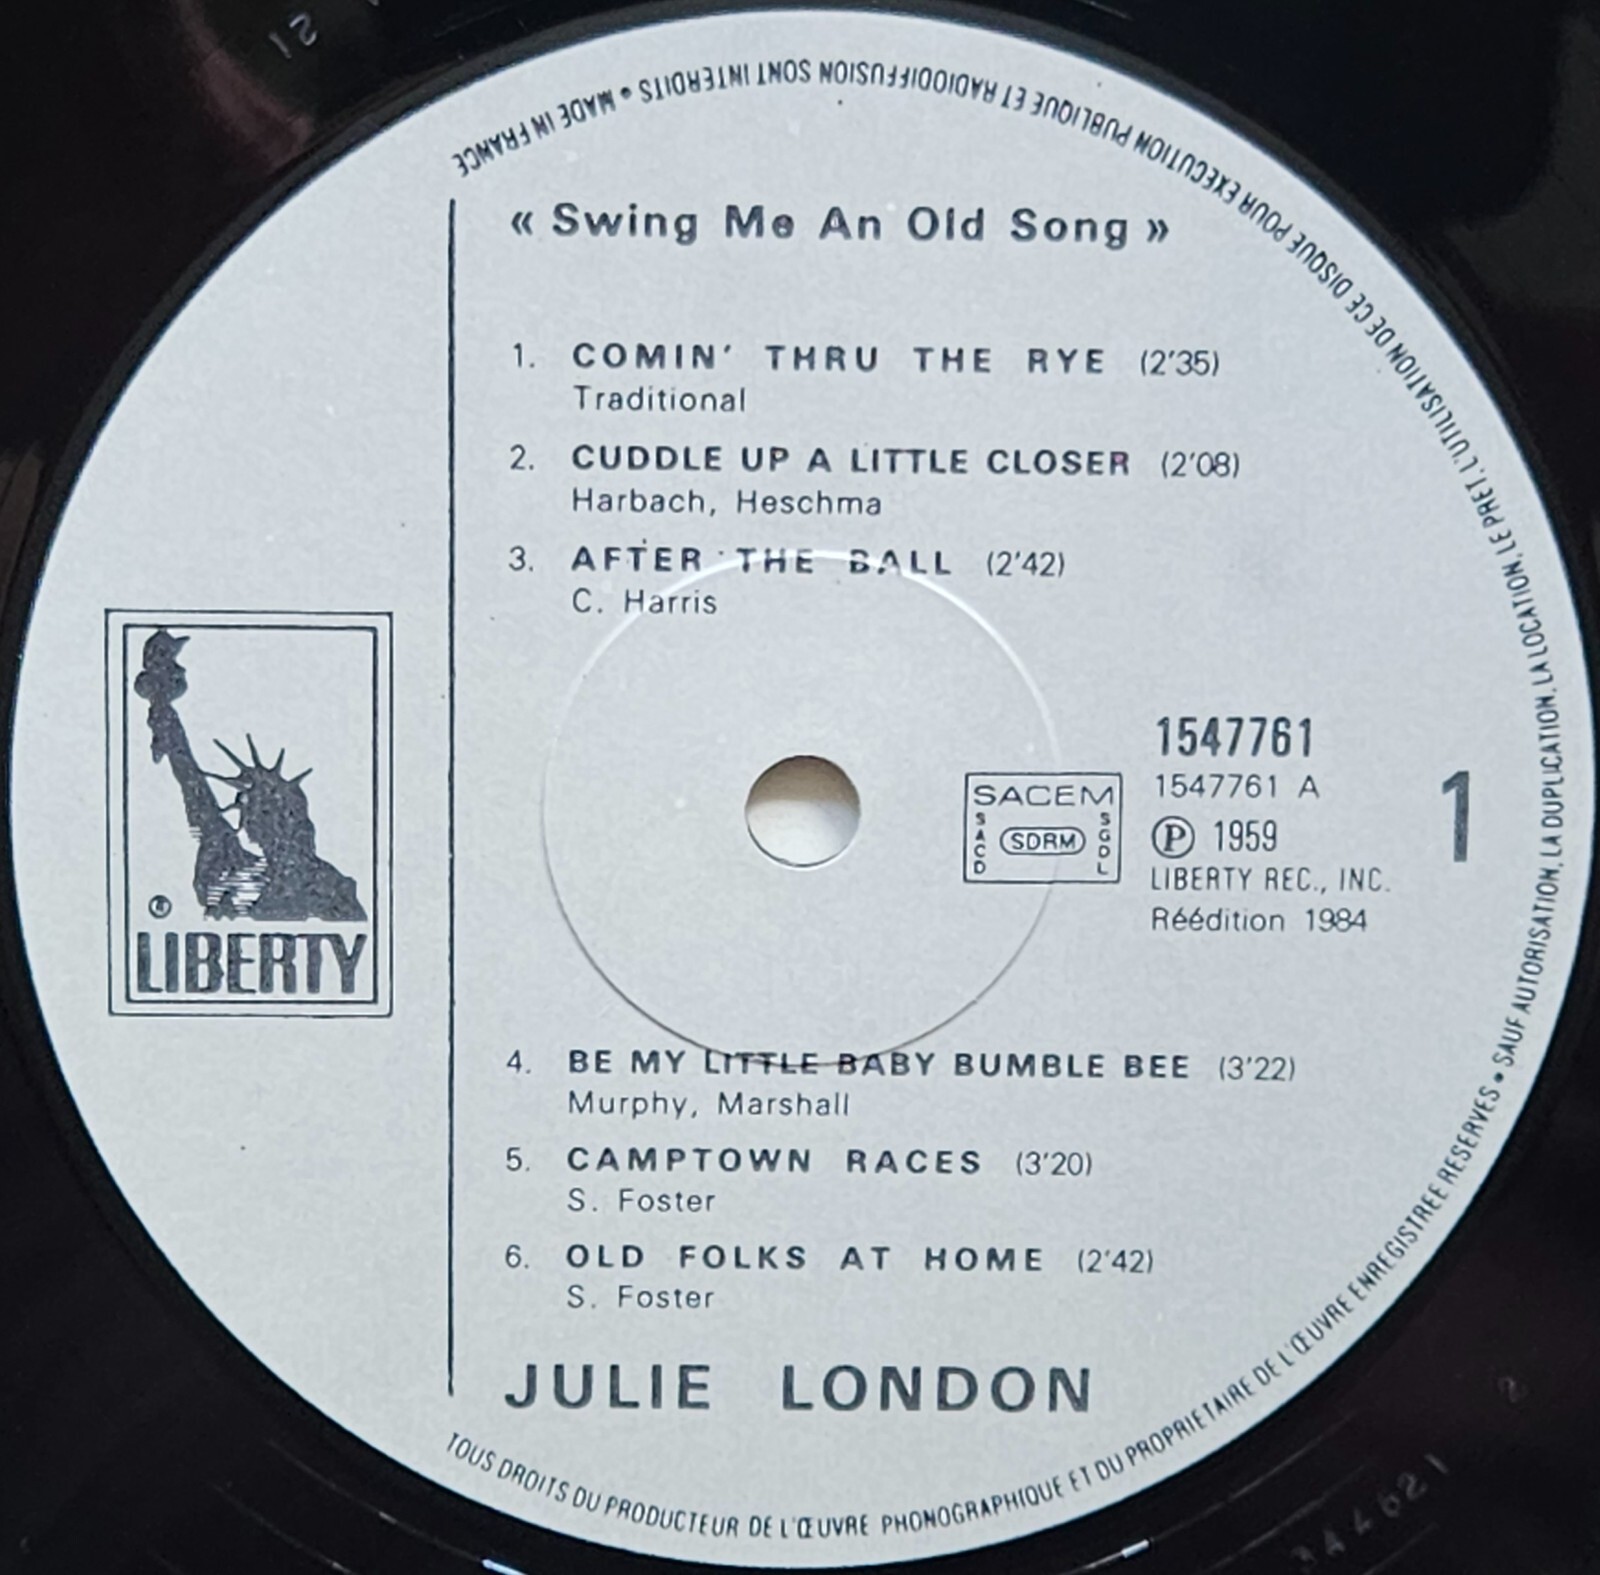 « Swing Me An Old Song »
1. COMIN' THRU THE RYE (2'35)
Traditional
2. CUDDLE UP A LITTLE CLOSER (2'08)
Harbach, Heschma
3. AFTER THE BALL (2'42)
C. Harris
1547761
1547761 A
Ⓟ 1959
LIBERTY REC., INC.
Réédition 1984
1
SACEM
SACD
SDRM
SGDL
®
LIBERTY
4. BE MY LITTLE BABY BUMBLE BEE (3'22)
Murphy, Marshall
5. CAMPTOWN RACES (3'20)
S. Foster
6. OLD FOLKS AT HOME (2'42)
S. Foster
JULIE LONDON
TOUS DROITS DU PRODUCTEUR DE L'ŒUVRE PHONOGRAPHIQUE ET DU PROPRIETAIRE DE L'ŒUVRE ENREGISTREE RESERVES • SAUF AUTORISATION, LA DUPLICATION, LA LOCATION, LE PRET, L'UTILISATION DE CE DISQUE POUR EXECUTION PUBLIQUE ET RADIODIFFUSION SONT INTERDITS • MADE IN FRANCE
21